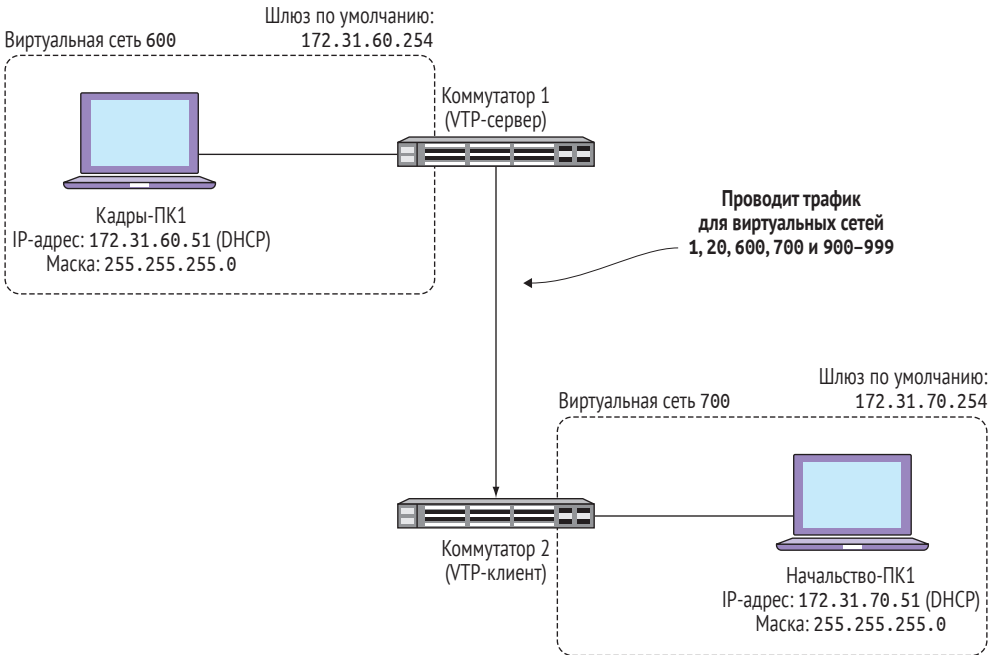 Шлюз по умолчанию:
172.31.60.254
Виртуальная сеть 600
Коммутатор 1
(VTP-сервер)
Кадры-ПК1
IP-адрес: 172.31.60.51 (DHCP)
Маска: 255.255.255.0
Проводит трафик
для виртуальных сетей
1, 20, 600, 700 и 900–999
Шлюз по умолчанию:
172.31.70.254
Виртуальная сеть 700
Коммутатор 2
(VTP-клиент)
Начальство-ПК1
IP-адрес: 172.31.70.51 (DHCP)
Маска: 255.255.255.0